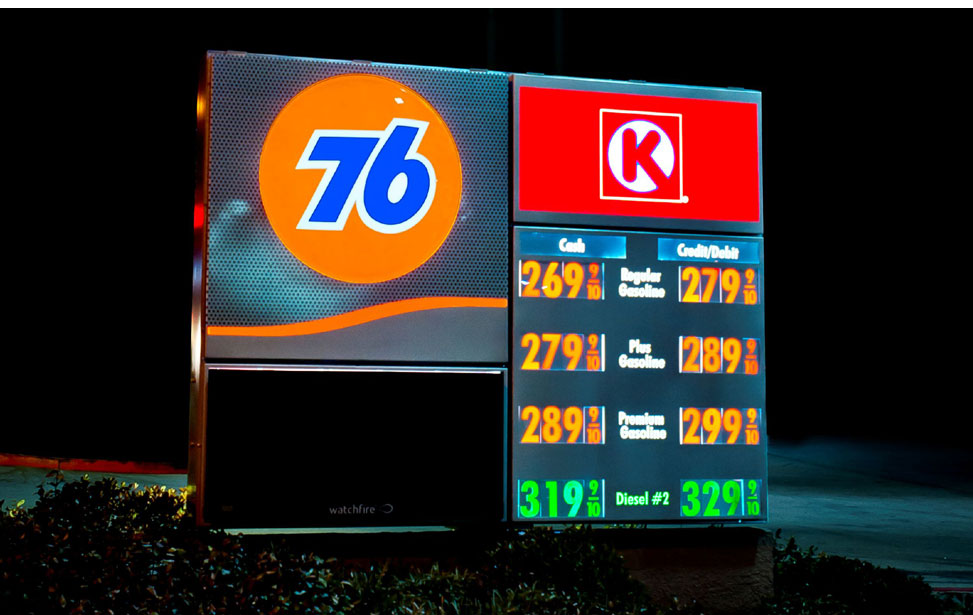 76
K
Cash Credit/Debit
269 9/10 Regular Gasoline 279 9/10
279 9/10 Plus Gasoline 289 9/10
289 9/10 Premium Gasoline 299 9/10
319 9/10 Diesel #2 329 9/10
watchfire